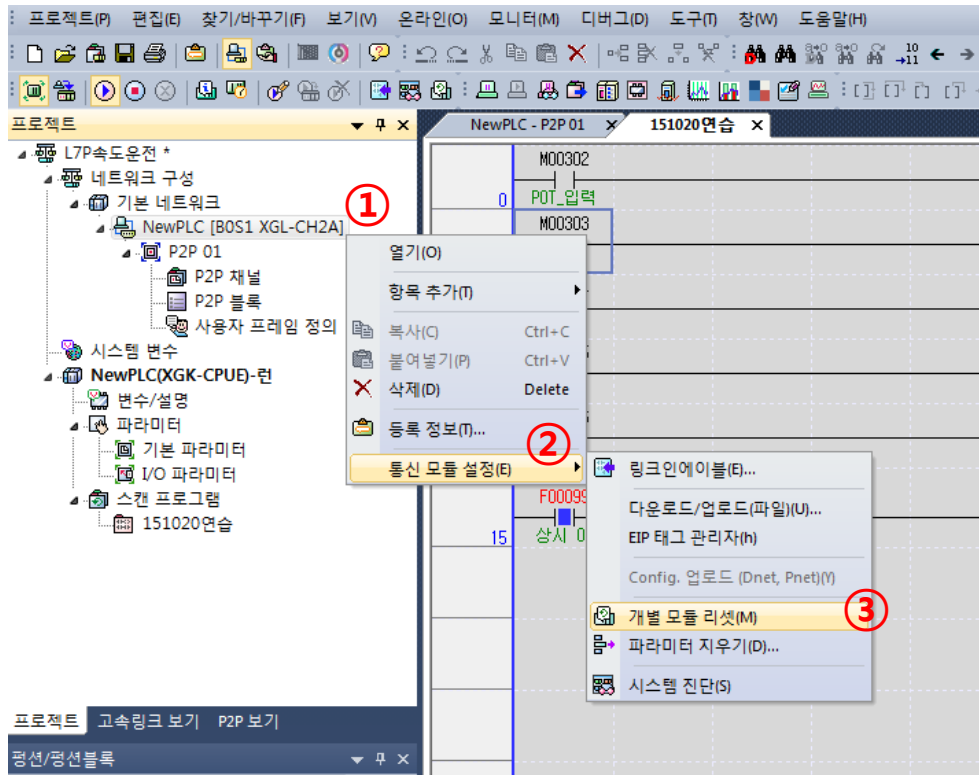 프로젝트(P) 편집(E) 찾기/바꾸기(F) 보기(V) 온라인(O) 모니터(M) 디버그(D) 도구(T) 창(W) 도움말(H)
프로젝트
NewPLC - P2P 01
151020연습
L7P속도운전 *
네트워크 구성
기본 네트워크
①
NewPLC [B0S1 XGL-CH2A]
P2P 01
P2P 채널
P2P 블록
사용자 프레임 정의
시스템 변수
NewPLC(XGK-CPUE)-런
변수/설명
파라미터
기본 파라미터
I/O 파라미터
스캔 프로그램
151020연습
M00302
0 POT_입력
M00303
열기(O)
항목 추가(T)
복사(C) Ctrl+C
붙여넣기(P) Ctrl+V
삭제(D) Delete
등록 정보(T)...
②
통신 모듈 설정(E)
F00099
15 상시
링크인에이블(E)...
다운로드/업로드(파일)(U)...
EIP 태그 관리자(h)
Config. 업로드 (Dnet, Pnet)(Y)
개별 모듈 리셋(M)
③
파라미터 지우기(D)...
시스템 진단(S)
프로젝트 고속링크 보기 P2P 보기
펑션/펑션블록